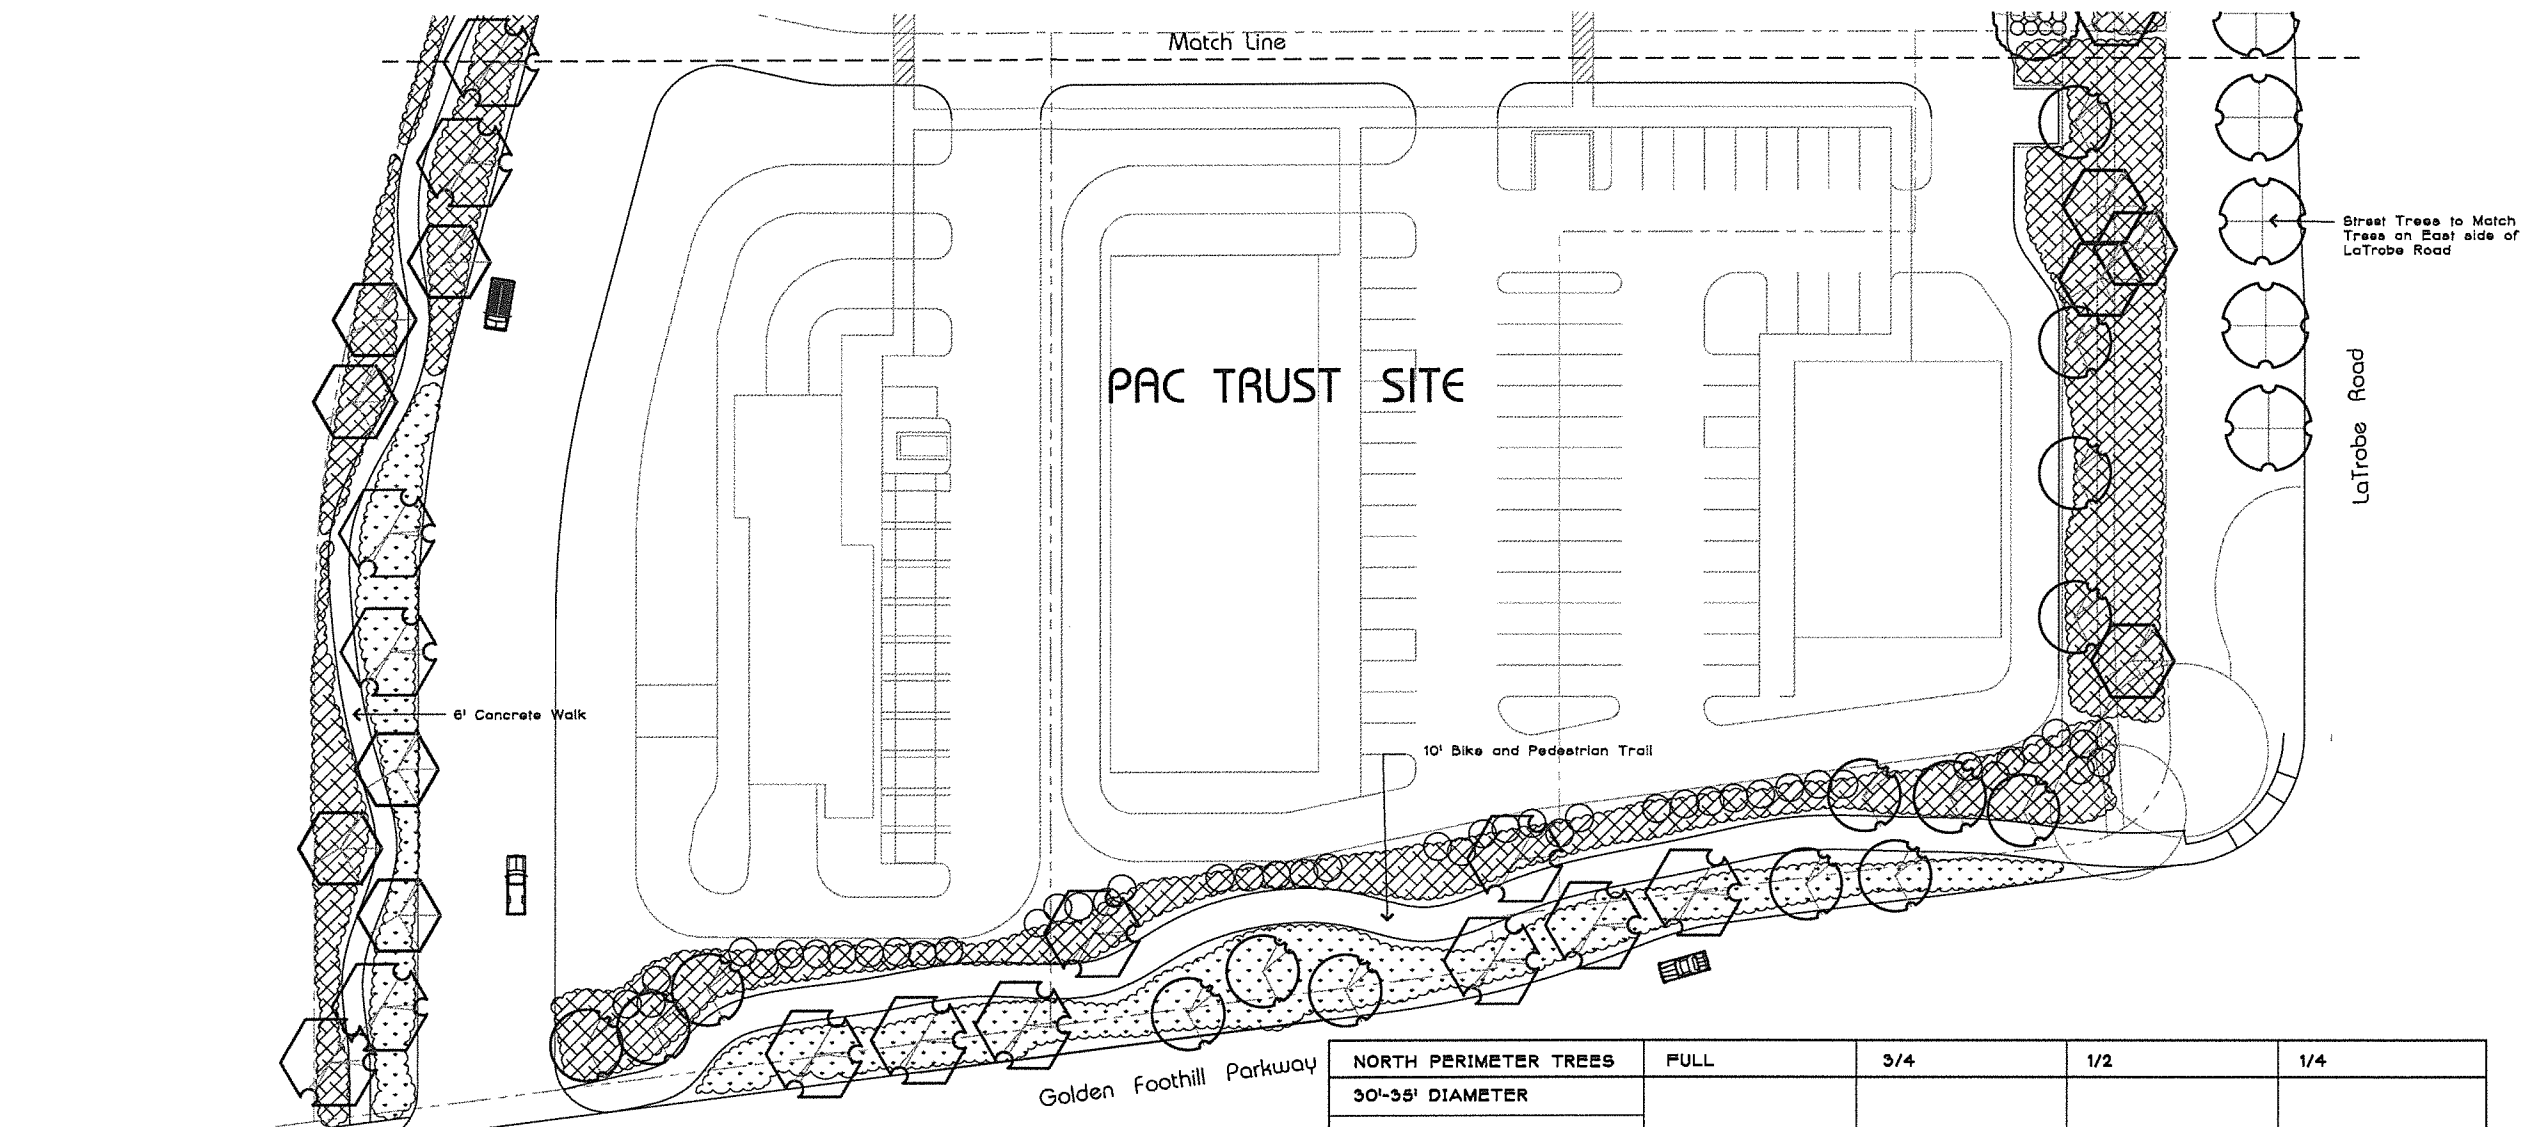 Match Line
Street Trees to Match
Trees on East side of
LaTrobe Road
PAC TRUST SITE
LaTrobe Road
6' Concrete Walk
10' Bike and Pedestrian Trail
Golden Foothill Parkway
NORTH PERIMETER TREES FULL 3/4 1/2 1/4
30'-35' DIAMETER